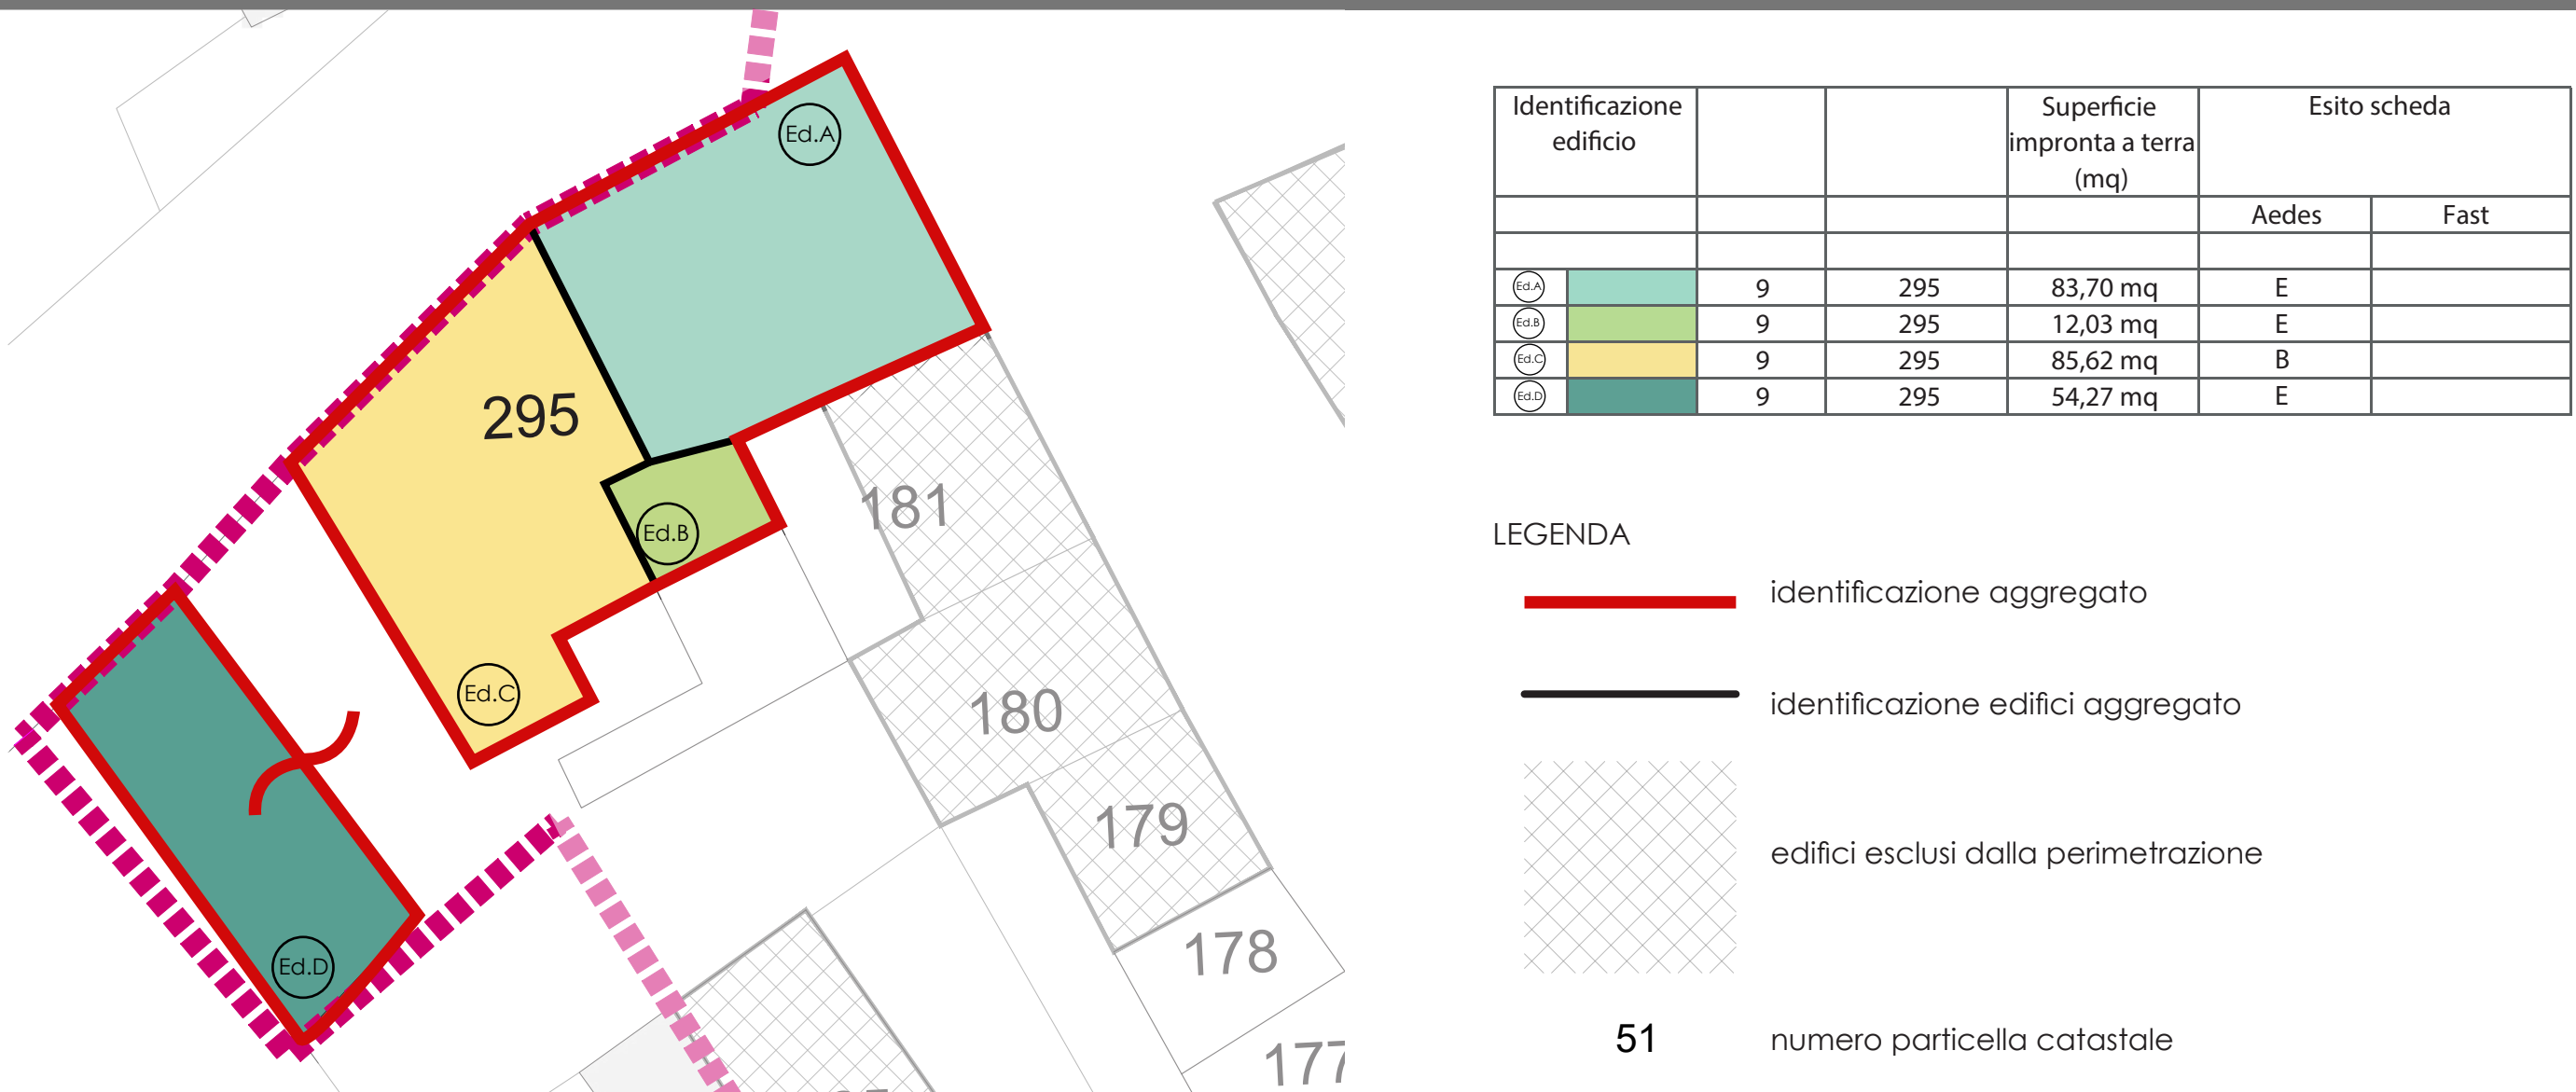 Ed.A
295
181
Ed.B
Ed.C
180
179
Ed.D
178
177
Identificazione
edificio
Superficie
impronta a terra
(mq)
Esito scheda
Aedes Fast
Ed.A 9 295 83,70 mq E
Ed.B 9 295 12,03 mq E
Ed.C 9 295 85,62 mq B
Ed.D 9 295 54,27 mq E
LEGENDA
identificazione aggregato
identificazione edifici aggregato
edifici esclusi dalla perimetrazione
51 numero particella catastale